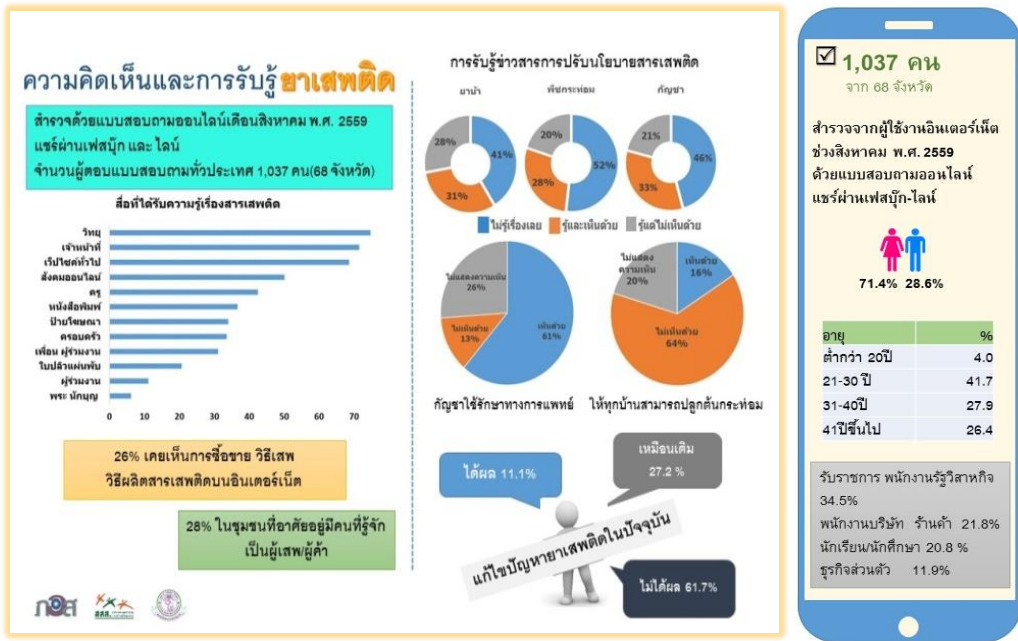 ความคิดเห็นและการรับรู้ยาเสพติด
สำรวจด้วยแบบสอบถามออนไลน์เดือนสิงหาคม พ.ศ. 2559
แชร์ผ่านเฟสบุ๊ก และ ไลน์
จำนวนผู้ตอบแบบสอบถามทั่วประเทศ 1,037 คน(68 จังหวัด)
สื่อที่ได้รับความรู้เรื่องสารเสพติด
วิทยุ
เจ้าหน้าที่
เว็ปไซค์ทั่วไป
สังคมออนไลน์
ครู
หนังสือพิมพ์
ป้ายโฆษณา
ครอบครัว
เพื่อน ผู้ร่วมงาน
ใบปลิวแผ่นพับ
ผู้ร่วมงาน
พระ นักบุญ
0 10 20 30 40 50 60 70
26% เคยเห็นการซื้อขาย วิธีเสพ
วิธีผลิตสารเสพติดบนอินเตอร์เน็ต
28% ในชุมชนที่อาศัยอยู่มีคนที่รู้จัก
เป็นผู้เสพ/ผู้ค้า
ภวส
สสส.
การรับรู้ข่าวสารการปรับนโยบายสารเสพติด
ยาบ้า พืชกระท่อม กัญชา
28% 41% 31%
20% 52% 28%
21% 46% 33%
ไม่รู้เรื่องเลย รู้และเห็นด้วย รู้แต่ไม่เห็นด้วย
ไม่แสดงความเห็น
26%
ไม่เห็นด้วย
13%
เห็นด้วย
61%
ไม่แสดง
ความเห็น
20%
เห็นด้วย
16%
ไม่เห็นด้วย
64%
กัญชาใช้รักษาทางการแพทย์ ให้ทุกบ้านสามารถปลูกต้นกระท่อม
ได้ผล 11.1%
เหมือนเดิม
27.2 %
แก้ไขปัญหายาเสพติดในปัจจุบัน
ไม่ได้ผล 61.7%
1,037 คน
จาก 68 จังหวัด
สำรวจจากผู้ใช้งานอินเตอร์เน็ต
ช่วงสิงหาคม พ.ศ. 2559
ด้วยแบบสอบถามออนไลน์
แชร์ผ่านเฟสบุ๊ก-ไลน์
71.4% 28.6%
อายุ %
ต่ำกว่า 20ปี 4.0
21-30 ปี 41.7
31-40ปี 27.9
41ปีขึ้นไป 26.4
รับราชการ พนักงานรัฐวิสาหกิจ
34.5%
พนักงานบริษัท ร้านค้า 21.8%
นักเรียน/นักศึกษา 20.8 %
ธุรกิจส่วนตัว 11.9%